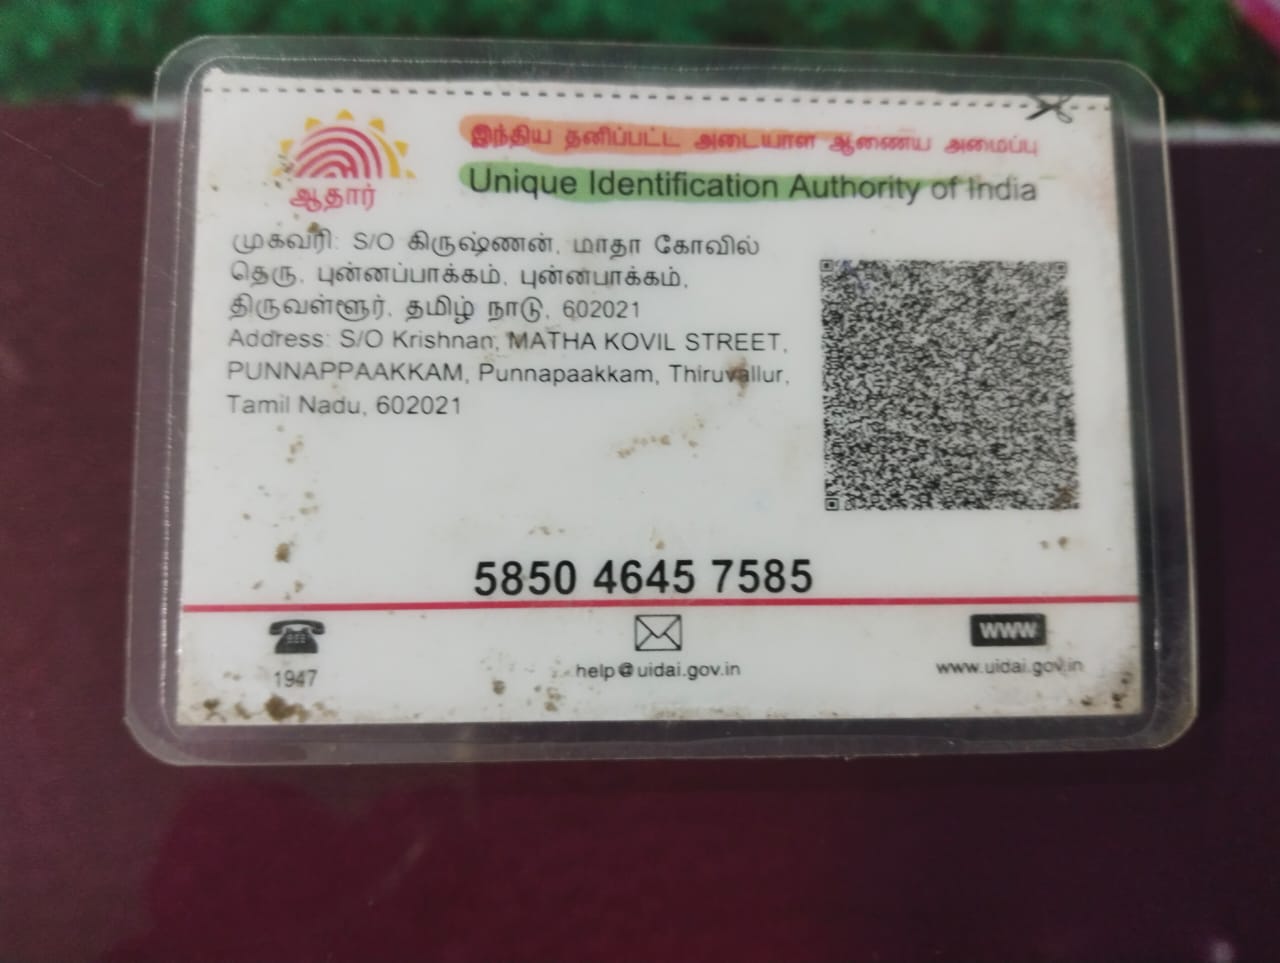 ஆதார்
இந்திய தனிப்பட்ட அடையாள ஆணைய அமைப்பு
Unique Identification Authority of India
முகவரி: S/O கிருஷ்ணன், மாதா கோவில்
தெரு, புன்னப்பாக்கம், புன்னபாக்கம்,
திருவள்ளூர், தமிழ் நாடு, 602021
Address: S/O Krishnan, MATHA KOVIL STREET,
PUNNAPPAAKKAM, Punnapaakkam, Thiruvallur,
Tamil Nadu, 602021
5850 4645 7585
1947
help@uidai.gov.in
WWW
www.uidai.gov.in